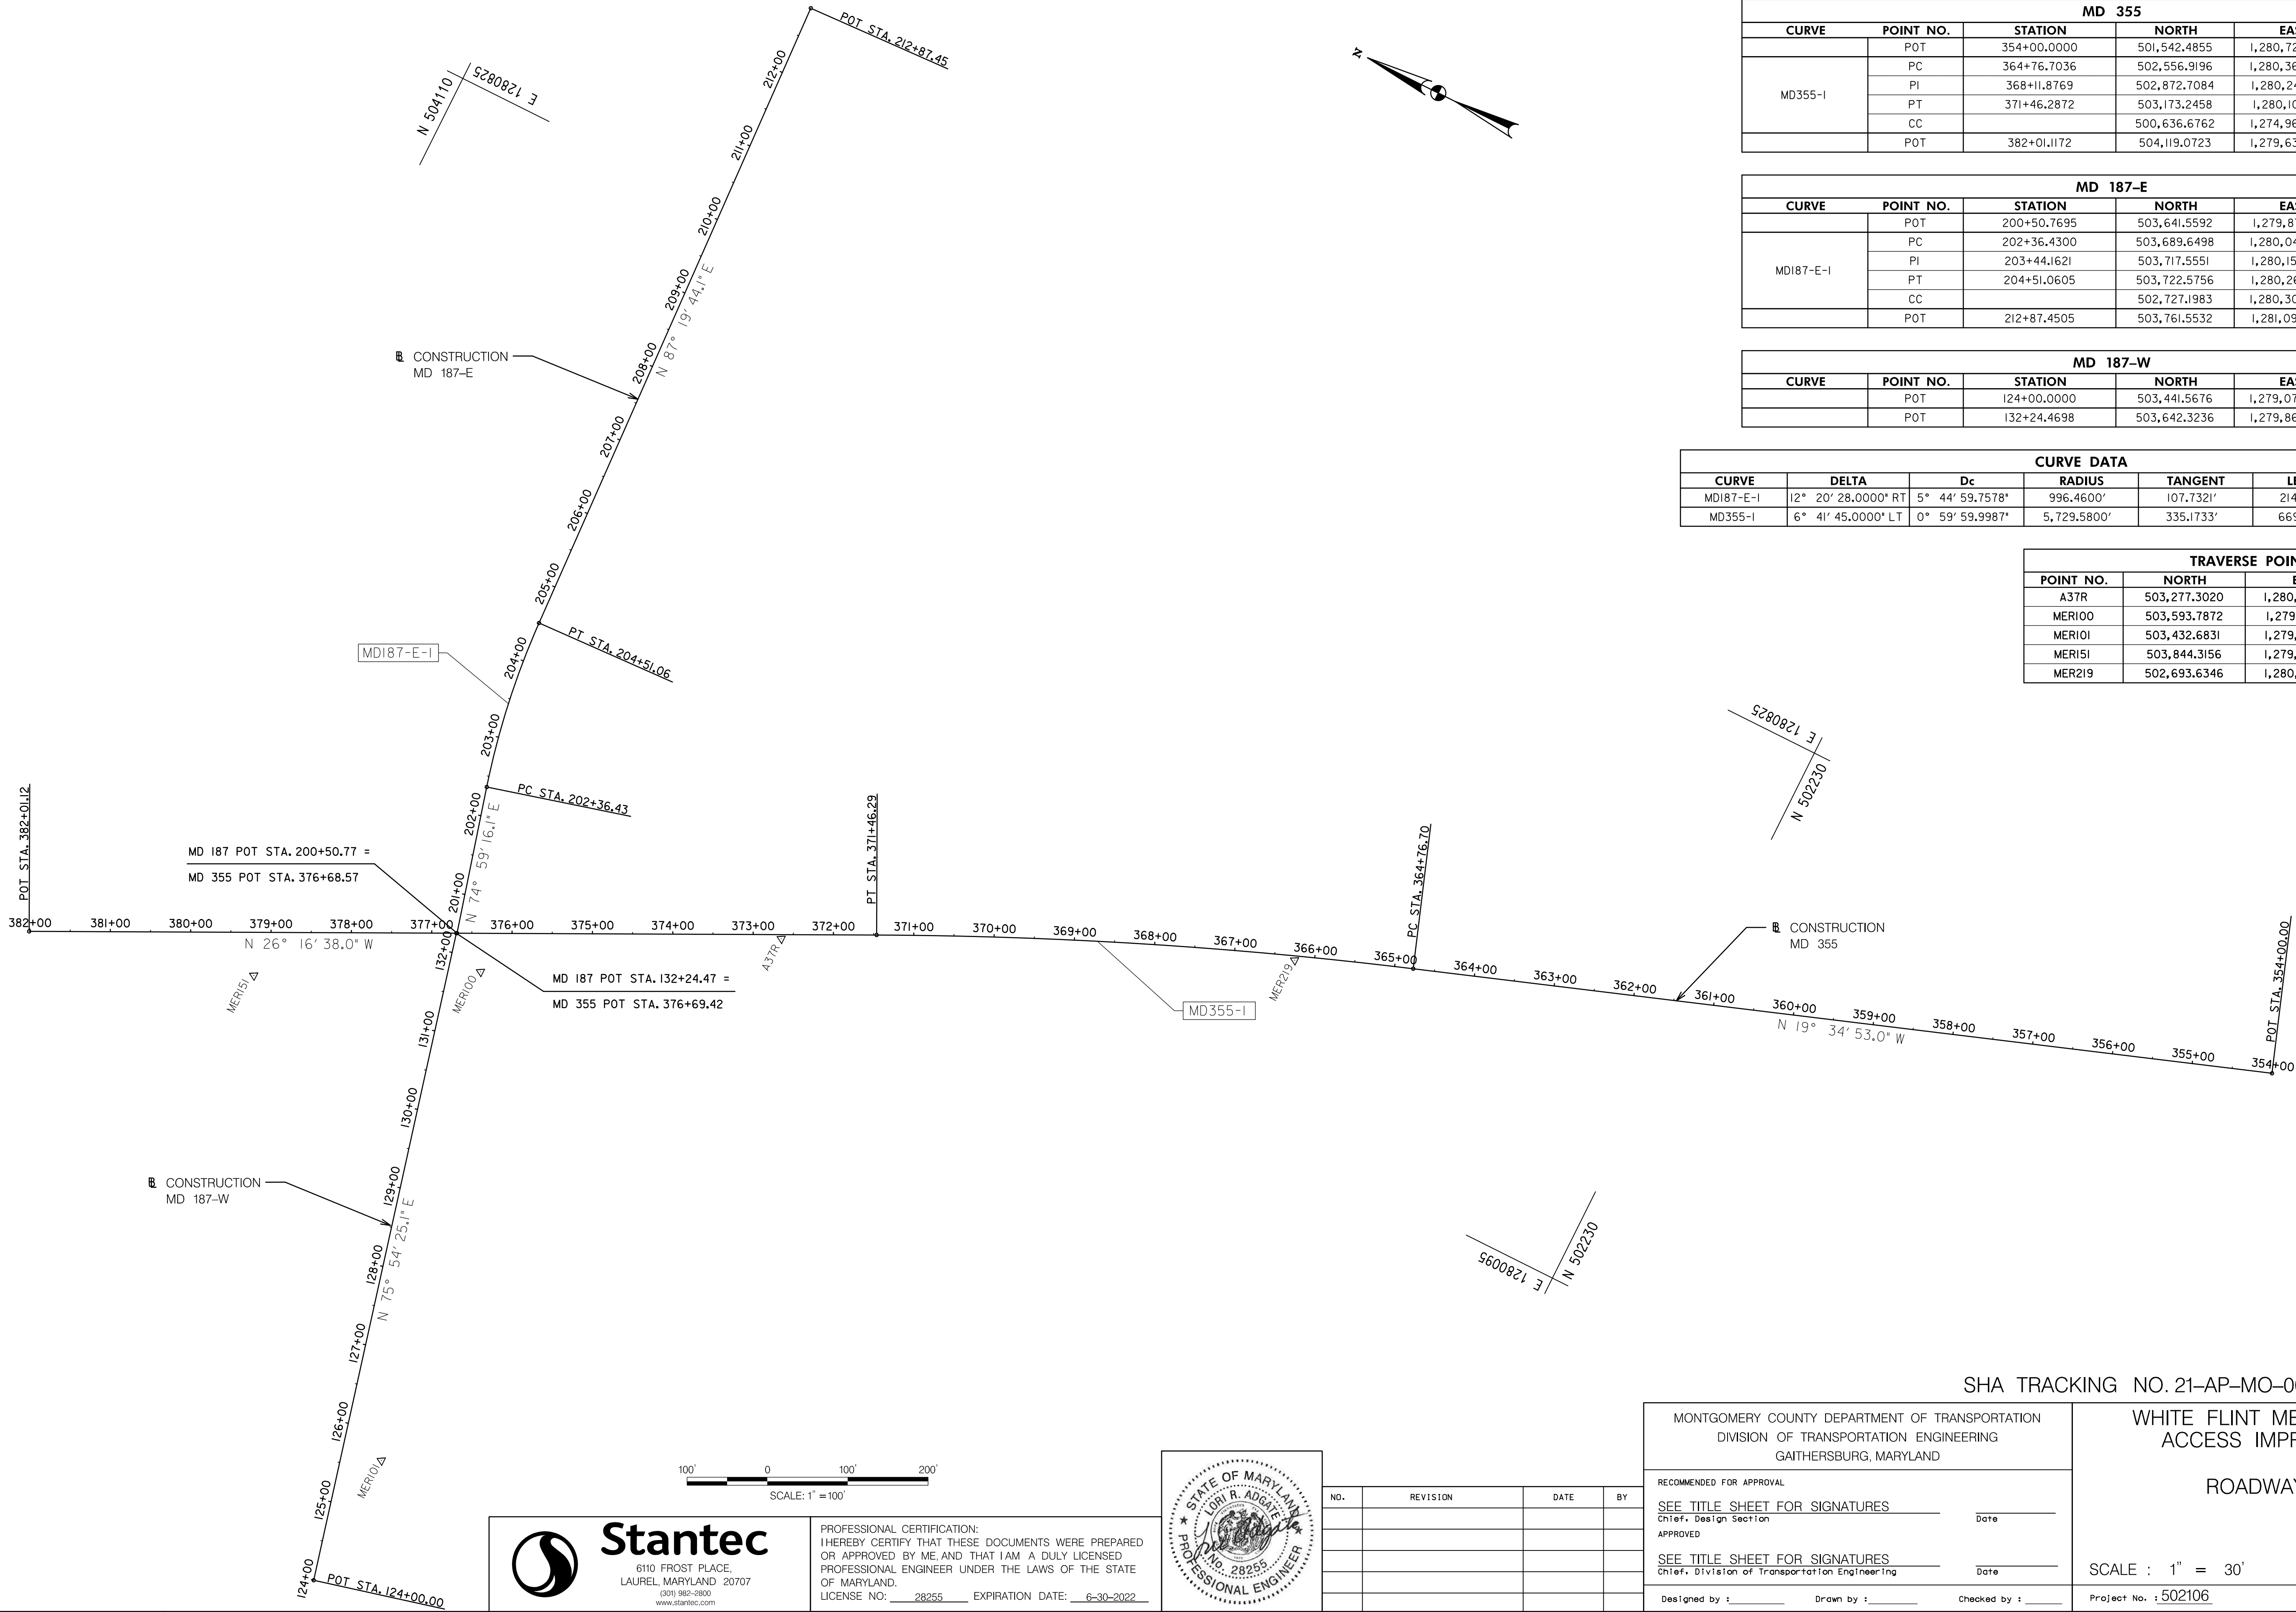 POT STA. 212+87.45
N 504110
E 1280825
212+00
211+00
210+00
209+00
N 87° 19' 44.1" E
208+00
207+00
206+00
205+00
204+00
203+00
202+00
201+00
℄ CONSTRUCTION
MD 187-E
MD187-E-1
PT STA. 204+51.06
PC STA. 202+36.43
N 74° 59' 16.1" E
N
MD 355
CURVE POINT NO. STATION NORTH
POT 354+00.0000 501,542.4855
MD355-1
PC 364+76.7036 502,556.9196
PI 368+11.8769 502,872.7084
PT 371+46.2872 503,173.2458
CC 500,636.6762
POT 382+01.1172 504,119.0723
MD 187-E
CURVE POINT NO. STATION NORTH
POT 200+50.7695 503,641.5592
MD187-E-1
PC 202+36.4300 503,689.6498
PI 203+44.1621 503,717.5551
PT 204+51.0605 503,722.5756
CC 502,727.1983
POT 212+87.4505 503,761.5532
MD 187-W
CURVE POINT NO. STATION NORTH
POT 124+00.0000 503,441.5676
POT 132+24.4698 503,642.3236
CURVE DATA
CURVE DELTA Dc RADIUS TANGENT
MD187-E-1 12° 20' 28.0000" RT 5° 44' 59.7578" 996.4600' 107.7321'
MD355-1 6° 41' 45.0000" LT 0° 59' 59.9987" 5,729.5800' 335.1733'
TRAVERSE
POINT NO. NORTH
A37R 503,277.3020
MER100 503,593.7872
MER101 503,432.6831
MER151 503,844.3156
MER219 502,693.6346
E 1280825
N 502230
POT STA. 382+01.12
MD 187 POT STA. 200+50.77 =
MD 355 POT STA. 376+68.57
PT STA. 371+46.29
PC STA. 364+76.70
POT STA. 354+00.00
382+00 381+00 380+00 379+00 378+00 377+00 376+00 375+00 374+00 373+00 372+00 371+00 370+00 369+00 368+00 367+00 366+00 365+00 364+00 363+00 362+00 361+00 360+00 359+00 358+00 357+00 356+00 355+00 354+00
N 26° 16' 38.0" W
N 19° 34' 53.0" W
MER151
MER100
A37R
MER219
MD 187 POT STA. 132+24.47 =
MD 355 POT STA. 376+69.42
MD355-1
℄ CONSTRUCTION
MD 355
132+00
131+00
130+00
129+00
128+00
127+00
126+00
125+00
124+00
℄ CONSTRUCTION
MD 187-W
N 75° 54' 25.1" E
MER101
POT STA. 124+00.00
E 1280095
N 502230
100' 0 100' 200'
SCALE: 1" = 100'
Stantec
6110 FROST PLACE,
LAUREL, MARYLAND 20707
(301) 982-2800
www.stantec.com
PROFESSIONAL CERTIFICATION:
I HEREBY CERTIFY THAT THESE DOCUMENTS WERE PREPARED
OR APPROVED BY ME, AND THAT I AM A DULY LICENSED
PROFESSIONAL ENGINEER UNDER THE LAWS OF THE STATE
OF MARYLAND.
LICENSE NO: 28255 EXPIRATION DATE: 6-30-2022
STATE OF MARYLAND
LORI R. ADGATE
No. 28255
PROFESSIONAL ENGINEER
NO. REVISION DATE BY
SHA TRACKING NO. 21-AP-MO-
MONTGOMERY COUNTY DEPARTMENT OF TRANSPORTATION
DIVISION OF TRANSPORTATION ENGINEERING
GAITHERSBURG, MARYLAND
RECOMMENDED FOR APPROVAL
SEE TITLE SHEET FOR SIGNATURES
Chief, Design Section Date
APPROVED
SEE TITLE SHEET FOR SIGNATURES
Chief, Division of Transportation Engineering Date
Designed by : Drawn by : Checked by :
WHITE FLINT
ACCESS
ROADWAY
SCALE : 1" = 30'
Project No. : 502106